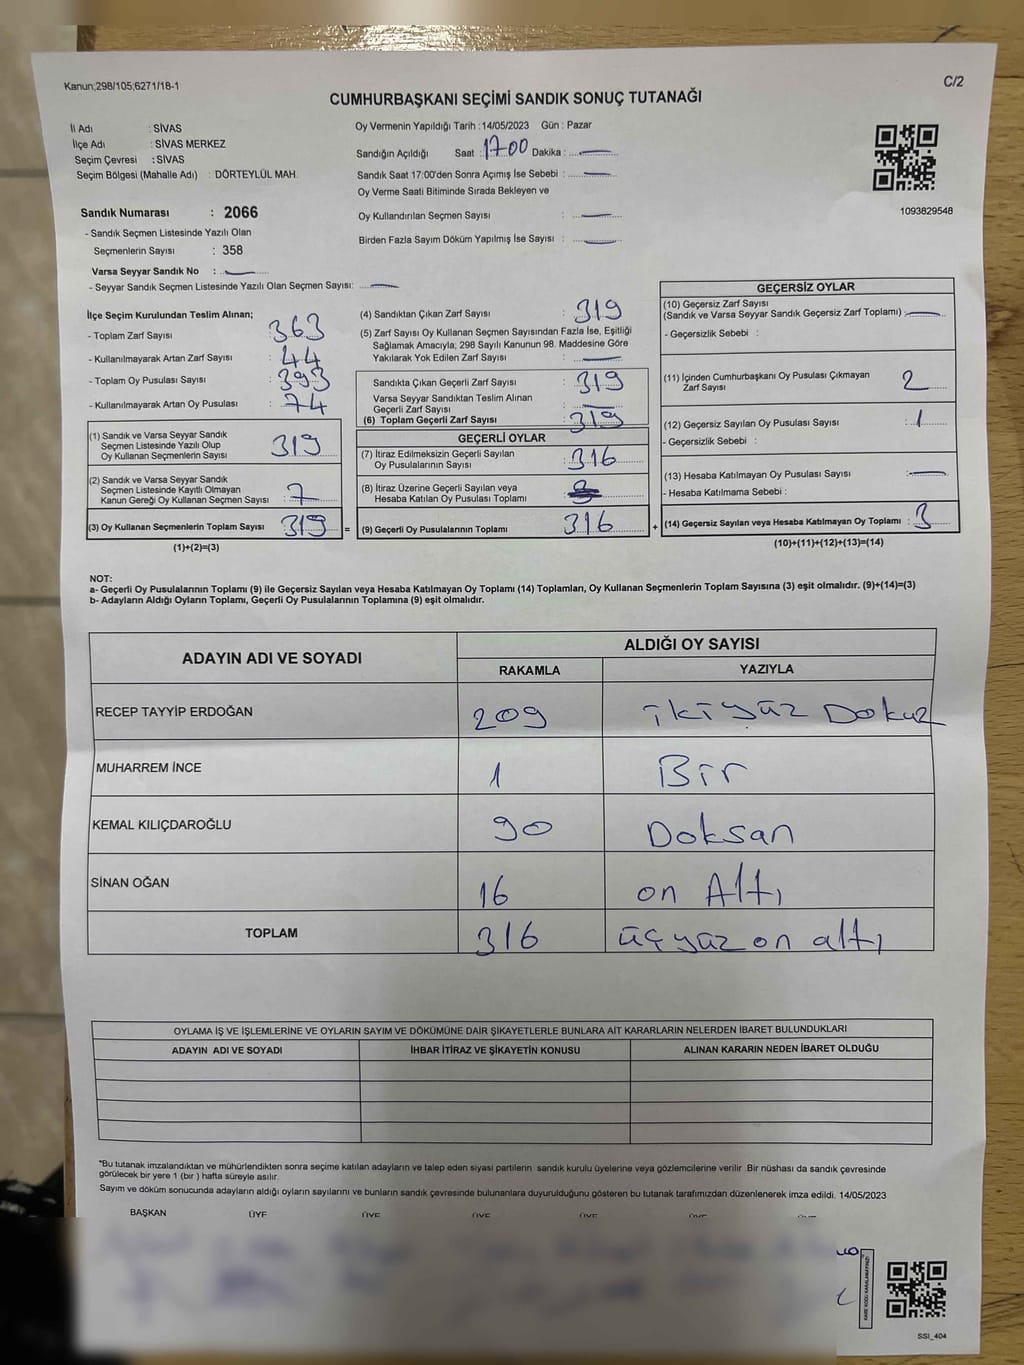 Kanun;298/105;6271/18-1
C/2
CUMHURBAŞKANI SEÇİMİ SANDIK SONUÇ TUTANAĞI
İl Adı : SİVAS
İlçe Adı : SİVAS MERKEZ
Seçim Çevresi : SİVAS
Seçim Bölgesi (Mahalle Adı) : DÖRTEYLÜL MAH.
Sandık Numarası : 2066
- Sandık Seçmen Listesinde Yazılı Olan
Seçmenlerin Sayısı : 358
Varsa Seyyar Sandık No :
- Seyyar Sandık Seçmen Listesinde Yazılı Olan Seçmen Sayısı:
Oy Vermenin Yapıldığı Tarih :14/05/2023 Gün : Pazar
Sandığın Açıldığı Saat : 1700 Dakika :
Sandık Saat 17:00'den Sonra Açımış İse Sebebi :
Oy Verme Saati Bitiminde Sırada Bekleyen ve
Oy Kullandırılan Seçmen Sayısı :
Birden Fazla Sayım Döküm Yapılmış İse Sayısı :
1093829548
İlçe Seçim Kurulundan Teslim Alınan;
- Toplam Zarf Sayısı : 363
- Kullanılmayarak Artan Zarf Sayısı : 44
- Toplam Oy Pusulası Sayısı : 393
- Kullanılmayarak Artan Oy Pusulası : 74
(1) Sandık ve Varsa Seyyar Sandık
Seçmen Listesinde Yazılı Olup
Oy Kullanan Seçmenlerin Sayısı : 319
(2) Sandık ve Varsa Seyyar Sandık
Seçmen Listesinde Kayıtlı Olmayan
Kanun Gereği Oy Kullanan Seçmen Sayısı :
(3) Oy Kullanan Seçmenlerin Toplam Sayısı : 319 =
(1)+(2)=(3)
(4) Sandıktan Çıkan Zarf Sayısı : 319
(5) Zarf Sayısı Oy Kullanan Seçmen Sayısından Fazla İse, Eşitliği
Sağlamak Amacıyla; 298 Sayılı Kanunun 98. Maddesine Göre
Yakılarak Yok Edilen Zarf Sayısı :
Sandıkta Çıkan Geçerli Zarf Sayısı : 319
Varsa Seyyar Sandıktan Teslim Alınan
Geçerli Zarf Sayısı :
(6) Toplam Geçerli Zarf Sayısı : 319
GEÇERLİ OYLAR
(7) İtiraz Edilmeksizin Geçerli Sayılan
Oy Pusulalarının Sayısı : 316
(8) İtiraz Üzerine Geçerli Sayılan veya
Hesaba Katılan Oy Pusulası Toplamı :
(9) Geçerli Oy Pusulalarının Toplamı : 316 +
GEÇERSİZ OYLAR
(10) Geçersiz Zarf Sayısı
(Sandık ve Varsa Seyyar Sandık Geçersiz Zarf Toplamı) :
- Geçersizlik Sebebi :
(11) İçinden Cumhurbaşkanı Oy Pusulası Çıkmayan
Zarf Sayısı : 2
(12) Geçersiz Sayılan Oy Pusulası Sayısı : 1
- Geçersizlik Sebebi :
(13) Hesaba Katılmayan Oy Pusulası Sayısı :
- Hesaba Katılmama Sebebi :
(14) Geçersiz Sayılan veya Hesaba Katılmayan Oy Toplamı : 3
(10)+(11)+(12)+(13)=(14)
NOT:
a- Geçerli Oy Pusulalarının Toplamı (9) ile Geçersiz Sayılan veya Hesaba Katılmayan Oy Toplamı (14) Toplamları, Oy Kullanan Seçmenlerin Toplam Sayısına (3) eşit olmalıdır. (9)+(14)=(3)
b- Adayların Aldığı Oyların Toplamı, Geçerli Oy Pusulalarının Toplamına (9) eşit olmalıdır.
ADAYIN ADI VE SOYADI
ALDIĞI OY SAYISI
RAKAMLA YAZIYLA
RECEP TAYYİP ERDOĞAN 209 ikiyüz Dokuz
MUHARREM İNCE 1 Bir
KEMAL KILIÇDAROĞLU 90 Doksan
SİNAN OĞAN 16 on Altı
TOPLAM 316 üçyüz on altı
OYLAMA İŞ VE İŞLEMLERİNE VE OYLARIN SAYIM VE DÖKÜMÜNE DAİR ŞİKAYETLERLE BUNLARA AİT KARARLARIN NELERDEN İBARET BULUNDUKLARI
ADAYIN ADI VE SOYADI İHBAR İTİRAZ VE ŞİKAYETİN KONUSU ALINAN KARARIN NEDEN İBARET OLDUĞU
*Bu tutanak imzalandıktan ve mühürlendikten sonra seçime katılan adayların ve talep eden siyasi partilerin sandık kurulu üyelerine veya gözlemcilerine verilir .Bir nüshası da sandık çevresinde
görülecek bir yere 1 (bir ) hafta süreyle asılır.
Sayım ve döküm sonucunda adayların aldığı oyların sayılarını ve bunların sandık çevresinde bulunanlara duyurulduğunu gösteren bu tutanak tarafımızdan düzenlenerek imza edildi. 14/05/2023
BAŞKAN ÜYE ÜYE ÜYE ÜYE ÜYE
SSI_404